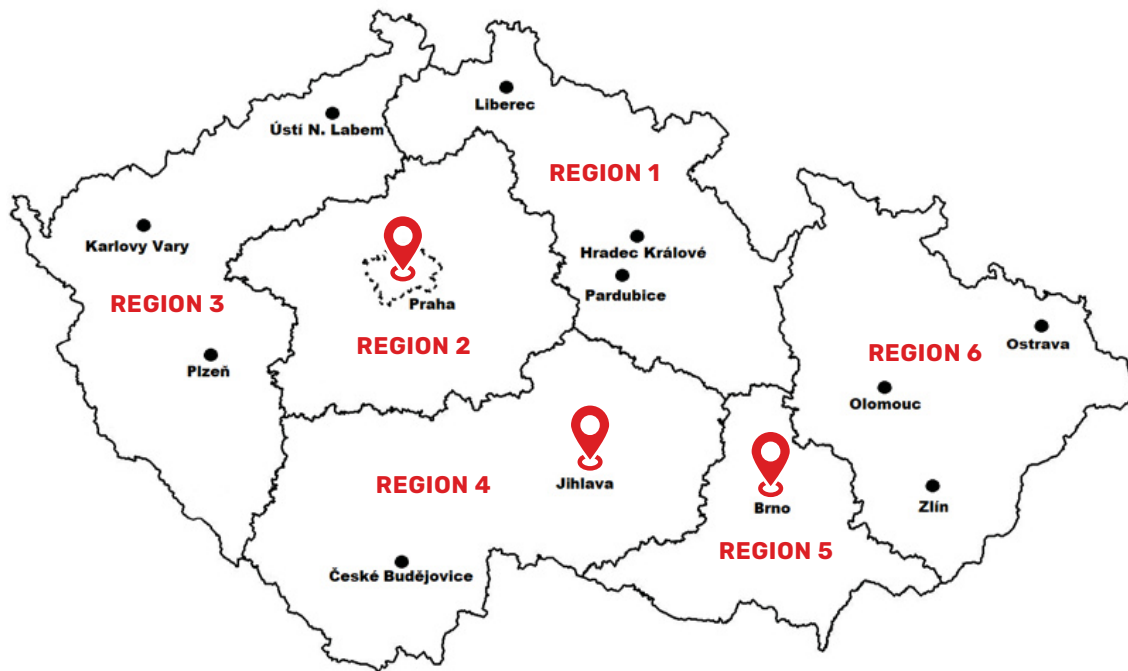 Liberec
Ústí N. Labem
REGION 1
Karlovy Vary
Hradec Králové
Pardubice
Praha
REGION 3
REGION 2
Plzeň
Ostrava
REGION 6
Olomouc
REGION 4
Jihlava
Brno
Zlín
REGION 5
České Budějovice